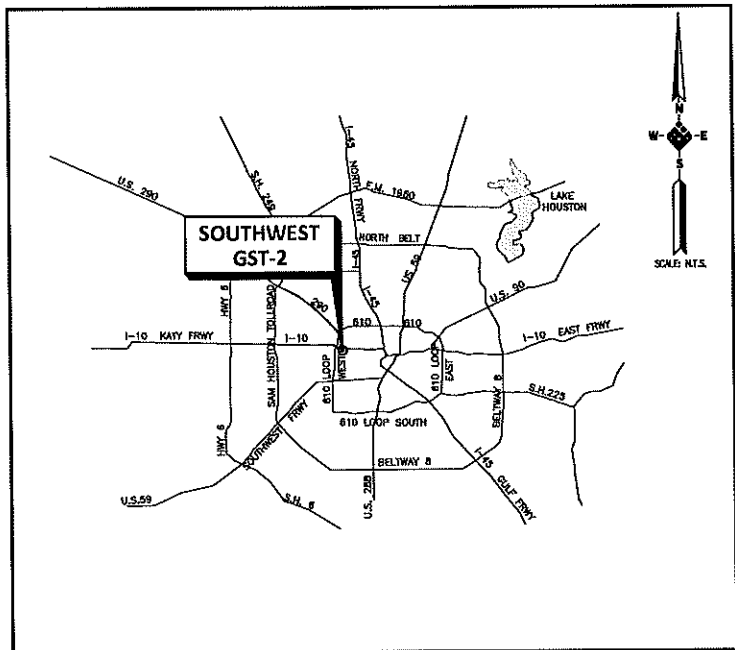 N
W
E
S
SCALE: N.T.S.
I-45
NORTH FRWY
S.H. 249
U.S. 290
F.M. 1960
LAKE
HOUSTON
SOUTHWEST
GST-2
NORTH BELT
I-45
US 59
HWY 6
SAM HOUSTON TOLLROAD
290
I-45
U.S. 90
610
610
I-10 KATY FRWY
I-10
I-10 EAST FRWY
610 LOOP
WEST
610 LOOP
EAST
BELTWAY 8
S.H.225
SOUTHWEST FRWY
610 LOOP SOUTH
HWY 6
BELTWAY 8
I-45
GULF FRWY
U.S.59
S.H. 6
U.S. 288